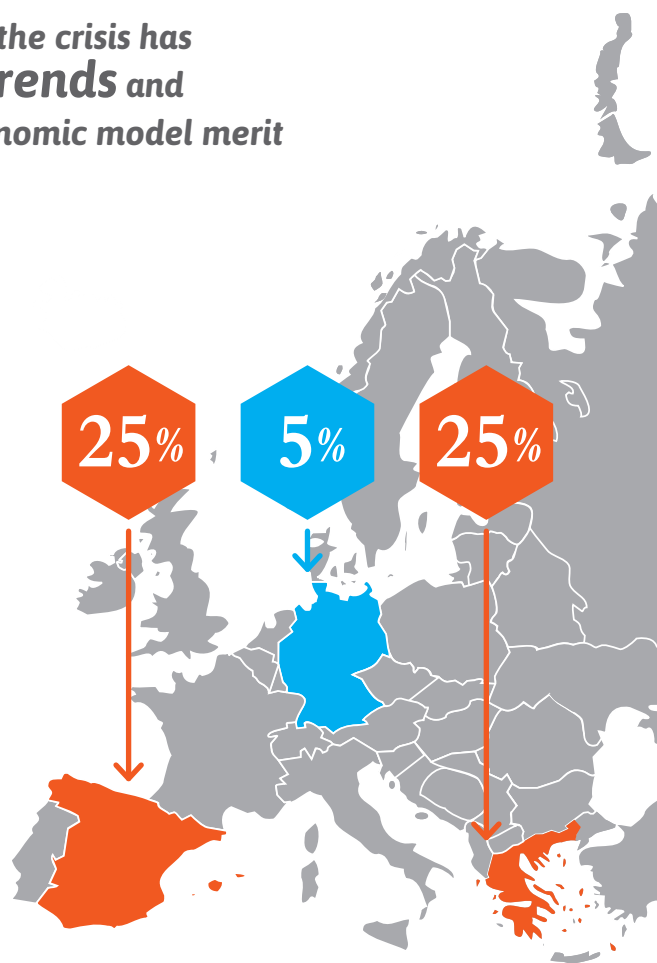 the crisis has
rends and
nomic model merit
25% 5% 25%